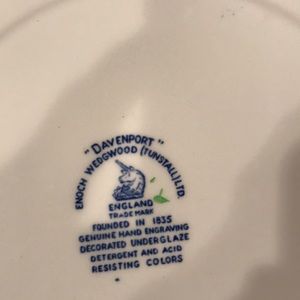 "DAVENPORT"
ENOCH WEDGWOOD (TUNSTALL) LTD.
ENGLAND
TRADE MARK
FOUNDED IN 1835
GENUINE HAND ENGRAVING
DECORATED UNDERGLAZE
DETERGENT AND ACID
RESISTING COLORS